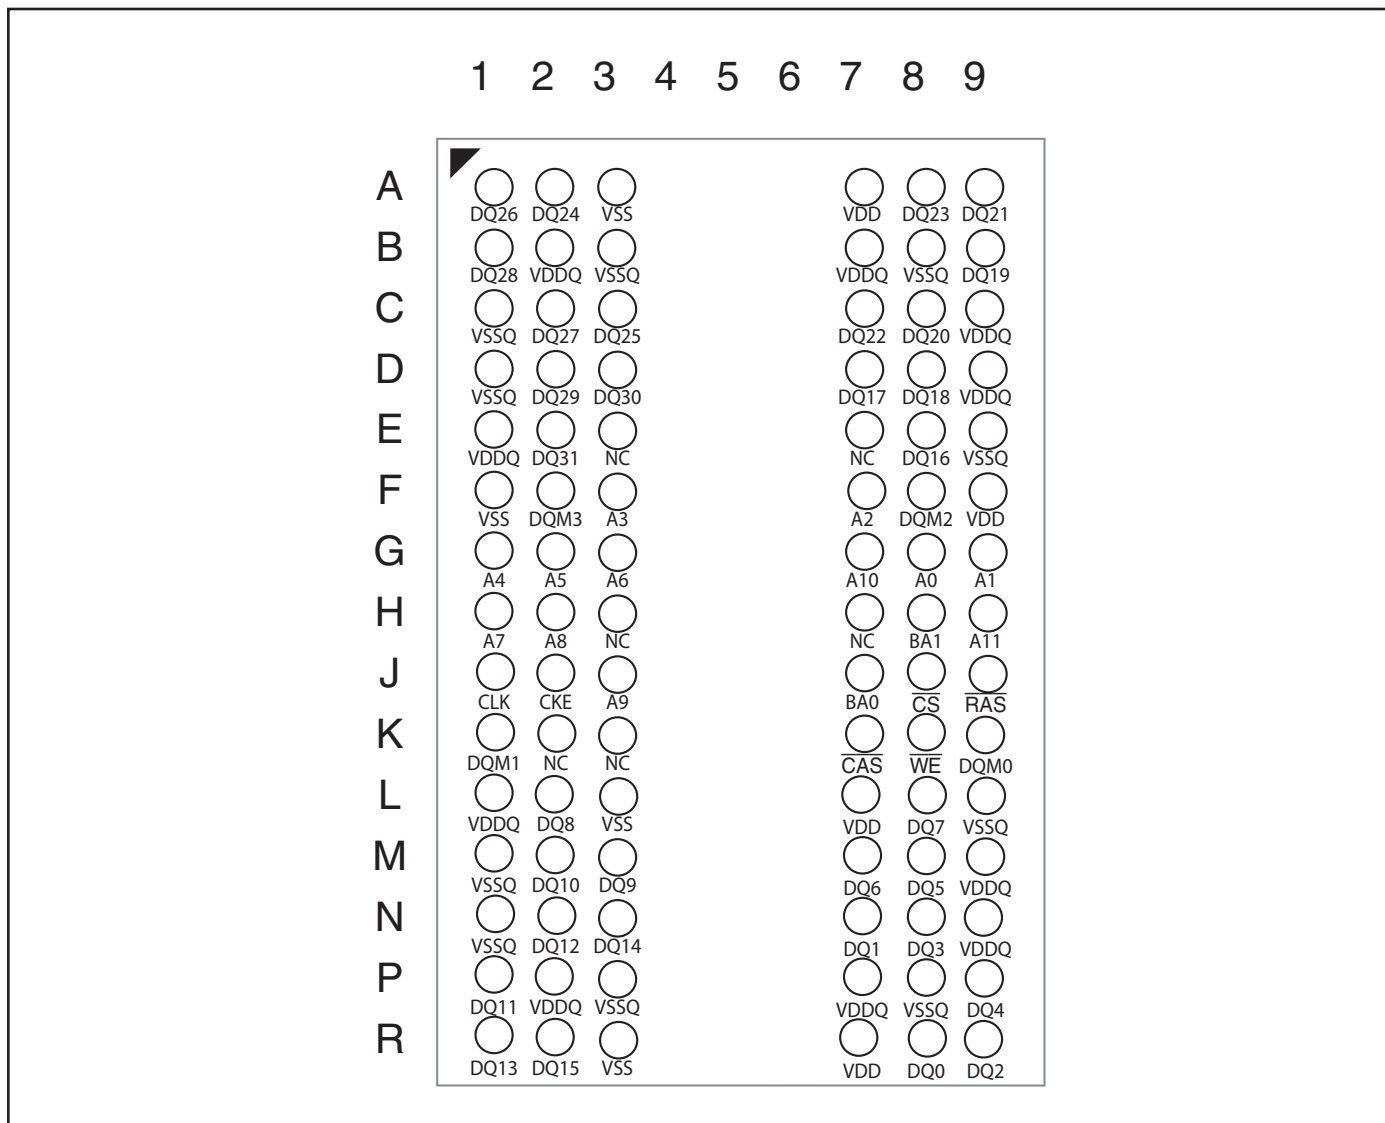 1 2 3 4 5 6 7 8 9
A
DQ26 DQ24 VSS VDD DQ23 DQ21
B
DQ28 VDDQ VSSQ VDDQ VSSQ DQ19
C
VSSQ DQ27 DQ25 DQ22 DQ20 VDDQ
D
VSSQ DQ29 DQ30 DQ17 DQ18 VDDQ
E
VDDQ DQ31 NC NC DQ16 VSSQ
F
VSS DQM3 A3 A2 DQM2 VDD
G
A4 A5 A6 A10 A0 A1
H
A7 A8 NC NC BA1 A11
J
CLK CKE A9 BA0 C̅S̅ R̅A̅S̅
K
DQM1 NC NC C̅A̅S̅ W̅E̅ DQM0
L
VDDQ DQ8 VSS VDD DQ7 VSSQ
M
VSSQ DQ10 DQ9 DQ6 DQ5 VDDQ
N
VSSQ DQ12 DQ14 DQ1 DQ3 VDDQ
P
DQ11 VDDQ VSSQ VDDQ VSSQ DQ4
R
DQ13 DQ15 VSS VDD DQ0 DQ2